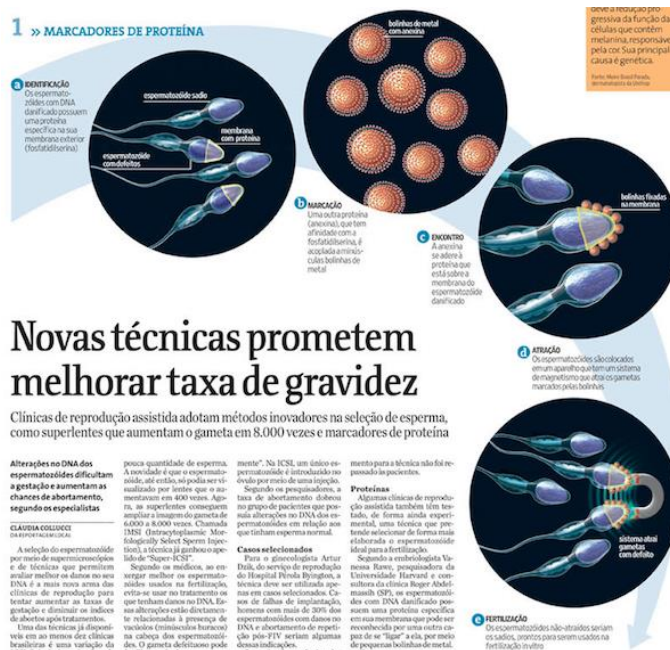 1 » MARCADORES DE PROTEÍNA
a IDENTIFICAÇÃO
Os espermato-
zóides com DNA
danificado possuem
uma proteína
específica na sua
membrana exterior
(fosfatidilserina)
espermatozóide sadio
membrana
com proteína
espermatozóide
com defeitos
bolinhas de metal
com anexina
b MARCAÇÃO
Uma outra proteína
(anexina), que tem
afinidade com a
fosfatidilserina, é
acoplada a minús-
culas bolinhas de
metal
c ENCONTRO
A anexina
se adere à
proteína que
está sobre a
membrana do
espermatozóide
danificado
bolinhas fixadas
na membrana
d ATRAÇÃO
Os espermatozóides são colocados
em um aparelho que tem um sistema
de magnetismo que atrai os gametas
marcados pelas bolinhas
sistema atrai
gametas
com defeito
e FERTILIZAÇÃO
Os espermatozóides não-atraídos seriam
os sadios, prontos para serem usados na
fertilização in vitro
deve à redução pro
gressiva da função da
células que contêm
melanina, responsáve
pela cor. Sua principal
causa é genética.
Novas técnicas prometem
melhorar taxa de gravidez
Clínicas de reprodução assistida adotam métodos inovadores na seleção de esperma,
como superlentes que aumentam o gameta em 8.000 vezes e marcadores de proteína
Alterações no DNA dos
espermatozóides dificultam
a gestação e aumentam as
chances de abortamento,
segundo os especialistas
CLÁUDIA COLLUCCI
DA REPORTAGEM LOCAL
A seleção do espermatozóide
por meio de supermicroscópios
e de técnicas que permitem
avaliar melhor os danos no seu
DNA é a mais nova arma das
clínicas de reprodução para
tentar aumentar as taxas de
gestação e diminuir os índices
de abortos após tratamentos.
Uma das técnicas já disponí-
veis em ao menos dez clínicas
brasileiras é uma variação da
pouca quantidade de esperma.
A novidade é que o espermato-
zóide, até então, só podia ser vi-
sualizado por lentes que o au-
mentavam em 400 vezes. Ago-
ra, as superlentes conseguem
ampliar a imagem do gameta de
6.000 a 8.000 vezes. Chamada
IMSI (Intracytoplasmic Mor-
fologically Select Sperm Injec-
tion), a técnica já ganhou o ape-
lido de "Super-ICSI".
Segundo os médicos, ao en-
xergar melhor os espermato-
zóides usados na fertilização,
evita-se usar no tratamento os
que tenham danos no DNA. Es-
sas alterações estão diretamen-
te relacionadas à presença de
vacúolos (minúsculos buracos)
na cabeça dos espermatozói-
des. O gameta defeituoso pode
mente". Na ICSI, um único es-
permatozóide é introduzido no
óvulo por meio de uma injeção.
Segundo os pesquisadores, a
taxa de abortamento dobrou
no grupo de pacientes que pos-
suía alterações no DNA dos es-
permatozóides em relação aos
que tinham esperma normal.
Casos selecionados
Para o ginecologista Artur
Dzik, do serviço de reprodução
do Hospital Pérola Byington, a
técnica deve ser utilizada ape-
nas em casos selecionados. Ca-
sos de falhas de implantação,
homens com mais de 30% dos
espermatozóides com danos no
DNA e abortamento de repeti-
ção pós-FIV seriam algumas
dessas indicações.
mento para a técnica não foi re-
passado às pacientes.
Proteínas
Algumas clínicas de reprodu-
ção assistida também têm tes-
tado, de forma ainda experi-
mental, uma técnica que pre-
tende selecionar de forma mais
elaborada o espermatozóide
ideal para a fertilização.
Segundo a embriologista Va-
nessa Rawe, pesquisadora da
Universidade Harvard e con-
sultora da clínica Roger Abdel-
massih (SP), os espermatozói-
des com DNA danificado pos-
suem uma proteína específica
em sua membrana que pode ser
reconhecida por uma outra ca-
paz de se "ligar" a ela, por meio
de pequenas bolinhas de metal.